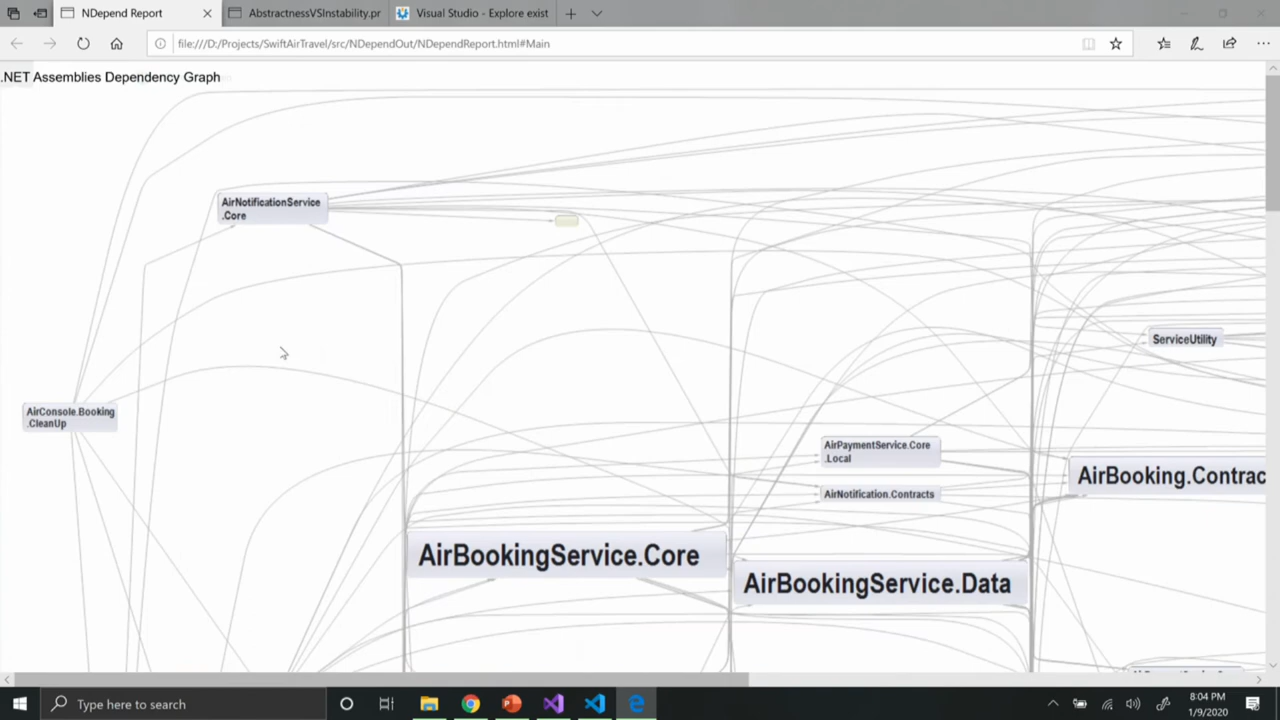 NDepend Report
AbstractnessVSInstability.pr
Visual Studio - Explore exist
file:///D:/Projects/SwiftAirTravel/src/NDependOut/NDependReport.html#Main
.NET Assemblies Dependency Graph
AirNotificationService
.Core
ServiceUtility
AirConsole.Booking
.CleanUp
AirPaymentService.Core
.Local
AirBooking.Contrac
AirNotification.Contracts
AirBookingService.Core
AirBookingService.Data
Type here to search
8:04 PM
1/9/2020